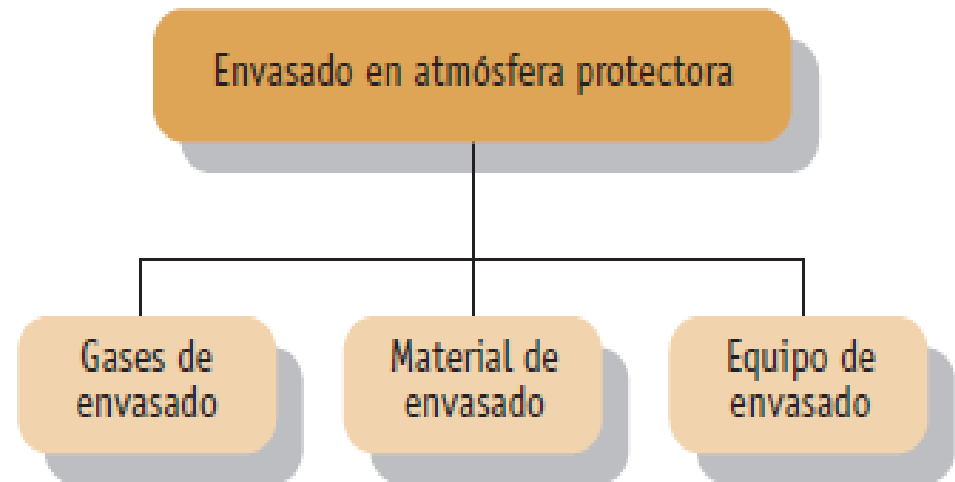 Envasado en atmósfera protectora
Gases de
envasado
Material de
envasado
Equipo de
envasado